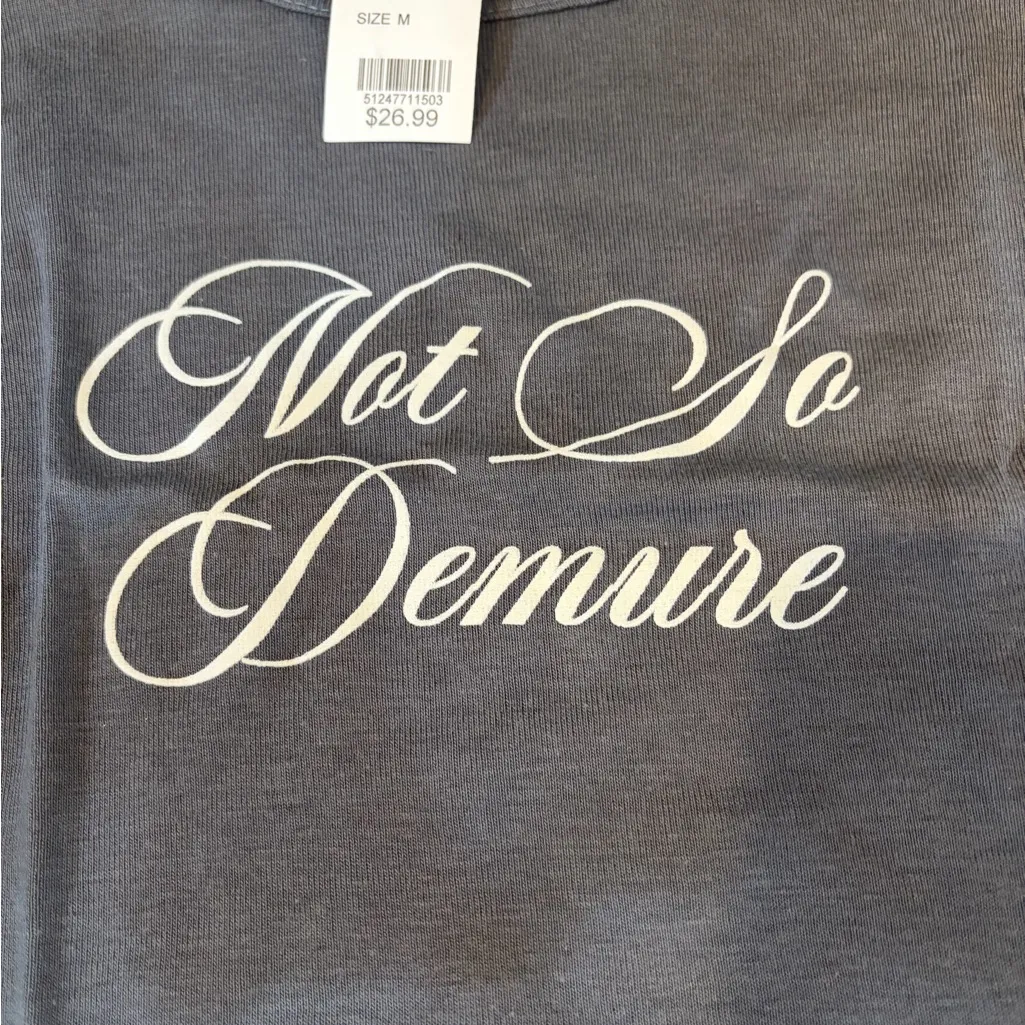 SIZE M
51247711503
$26.99
Not So
Demure